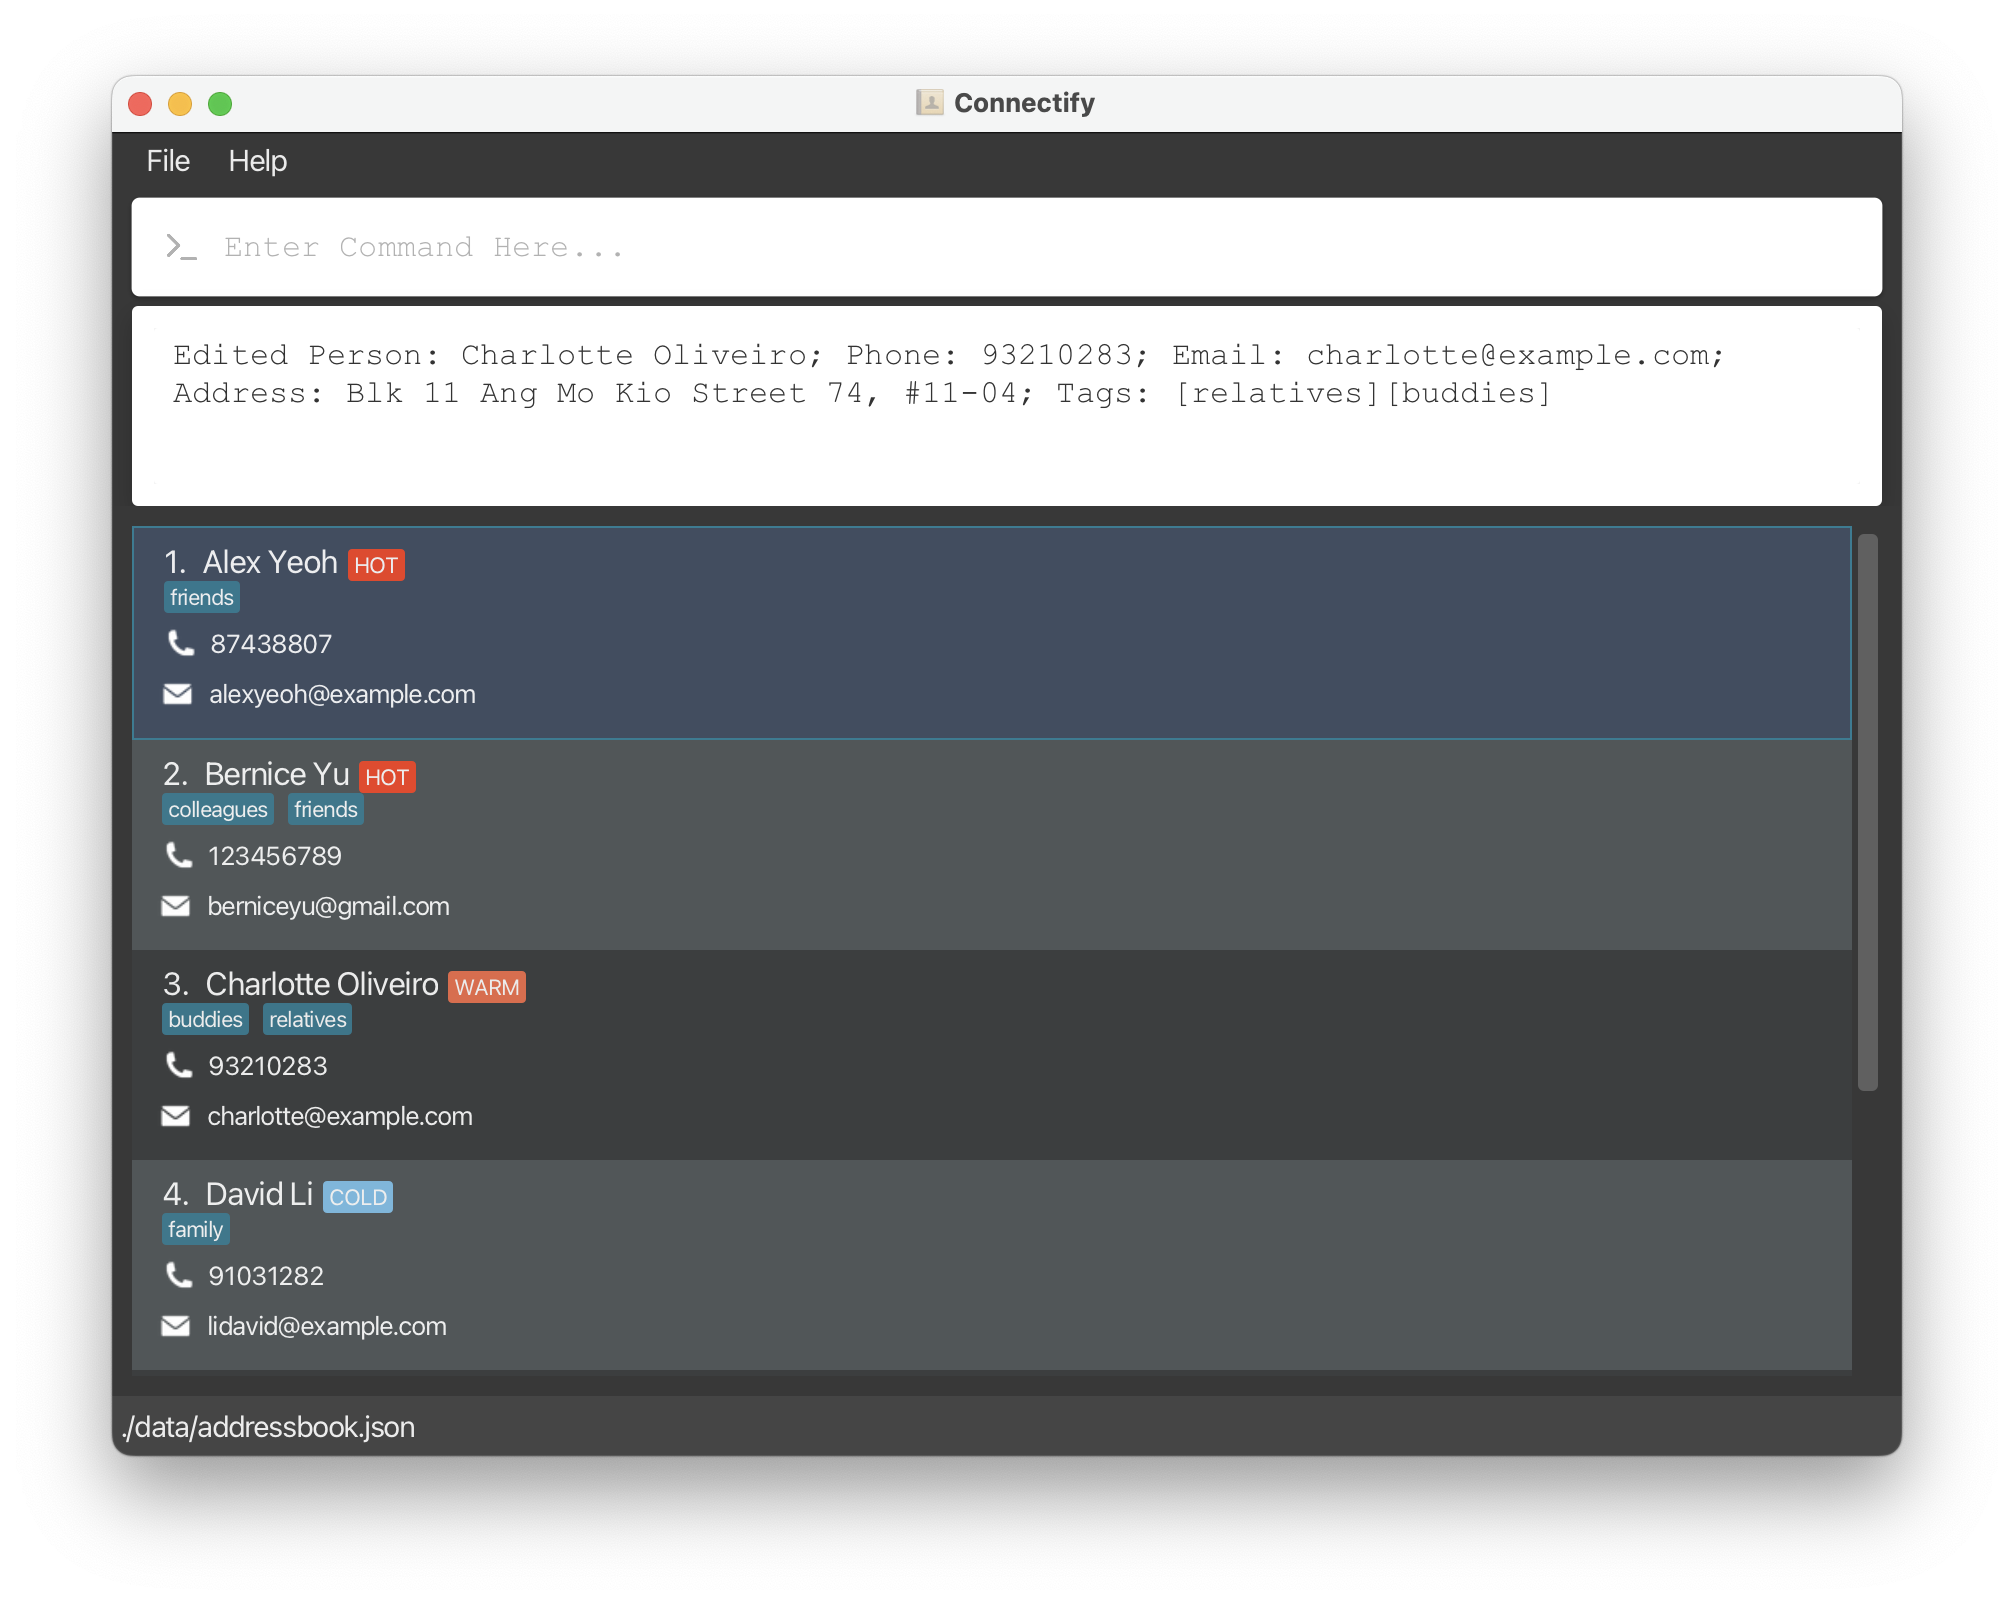 Connectify
File Help
>_ Enter Command Here...
Edited Person: Charlotte Oliveiro; Phone: 93210283; Email: charlotte@example.com;
Address: Blk 11 Ang Mo Kio Street 74, #11-04; Tags: [relatives][buddies]
1. Alex Yeoh HOT
friends
87438807
alexyeoh@example.com
2. Bernice Yu HOT
colleagues friends
123456789
berniceyu@gmail.com
3. Charlotte Oliveiro WARM
buddies relatives
93210283
charlotte@example.com
4. David Li COLD
family
91031282
lidavid@example.com
./data/addressbook.json